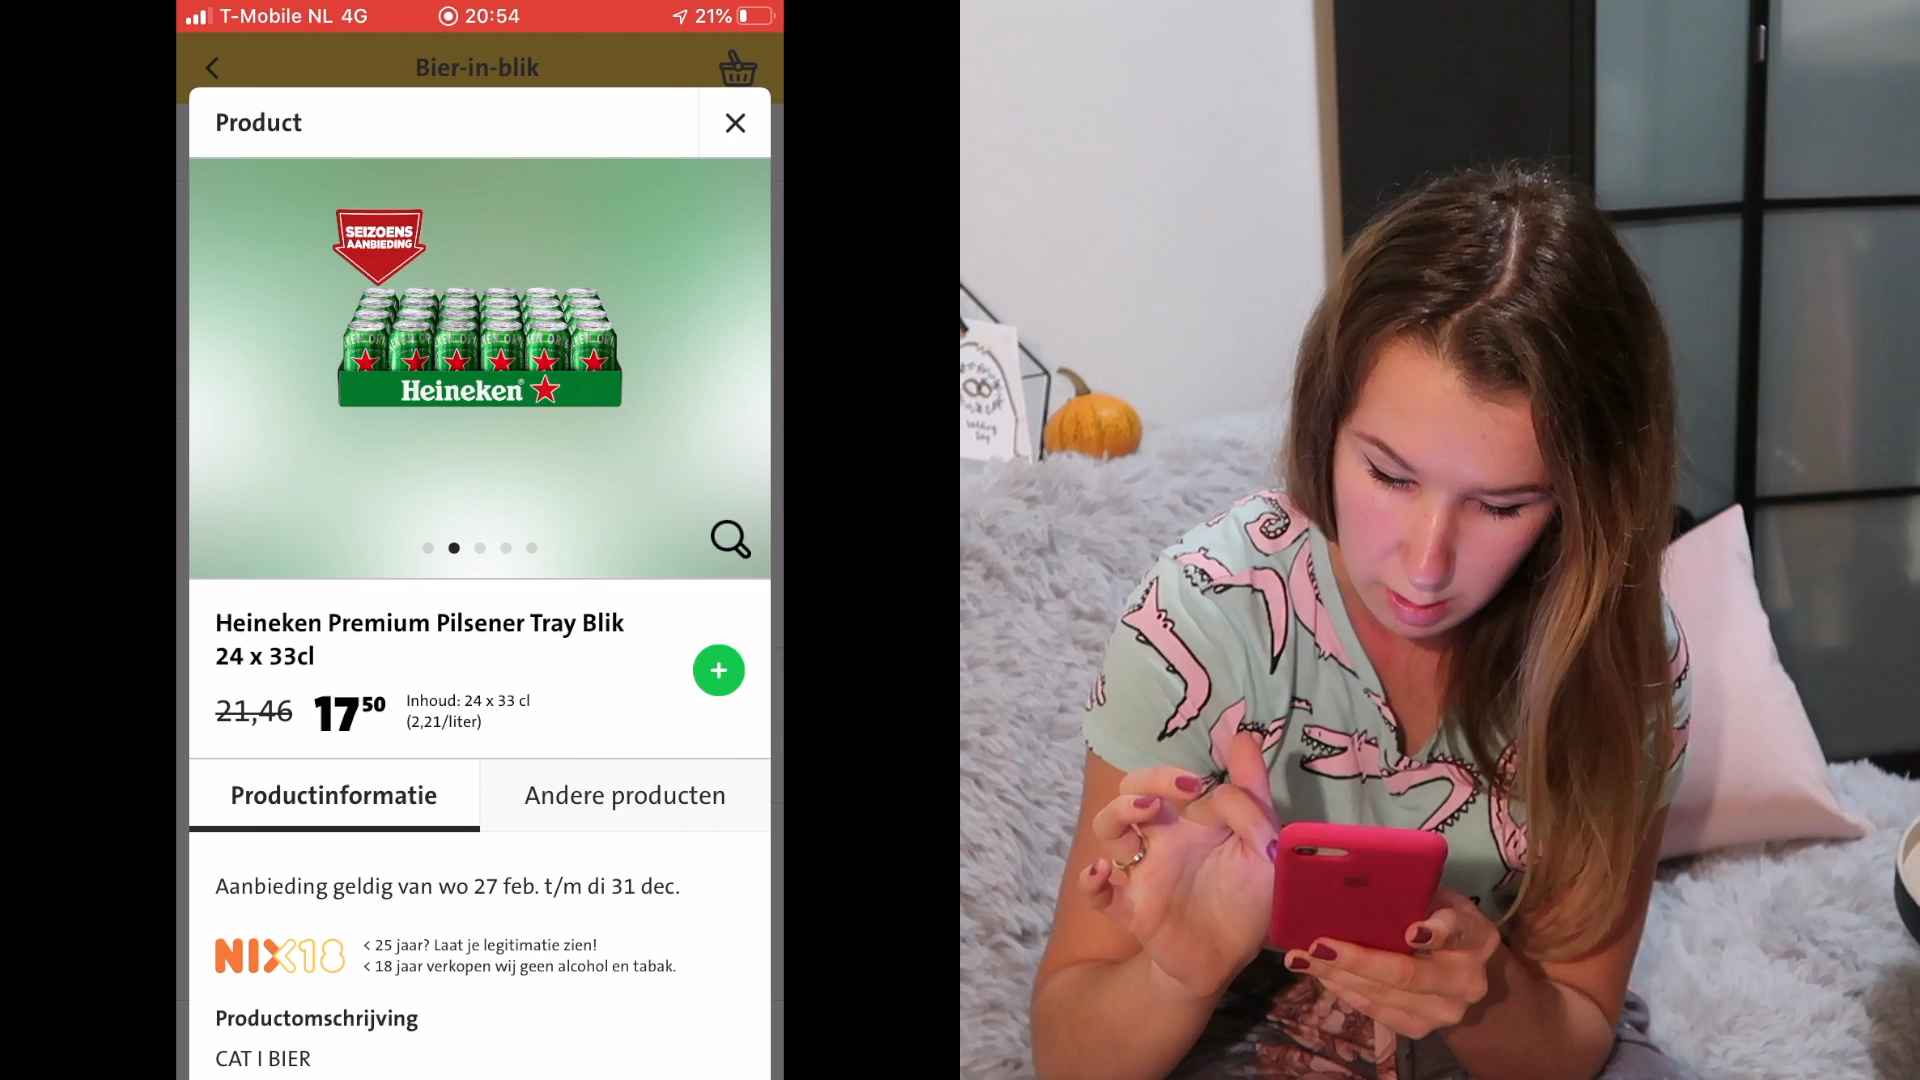 T-Mobile NL 4G 20:54 21%
Bier-in-blik
Product
SEIZOENS
AANBIEDING
Heineken
Heineken Premium Pilsener Tray Blik
24 x 33cl
21,46 17 50
Inhoud: 24 x 33 cl
(2,21/liter)
Productinformatie Andere producten
Aanbieding geldig van wo 27 feb. t/m di 31 dec.
NIX18
< 25 jaar? Laat je legitimatie zien!
< 18 jaar verkopen wij geen alcohol en tabak.
Productomschrijving
CAT I BIER
Wedding
Day